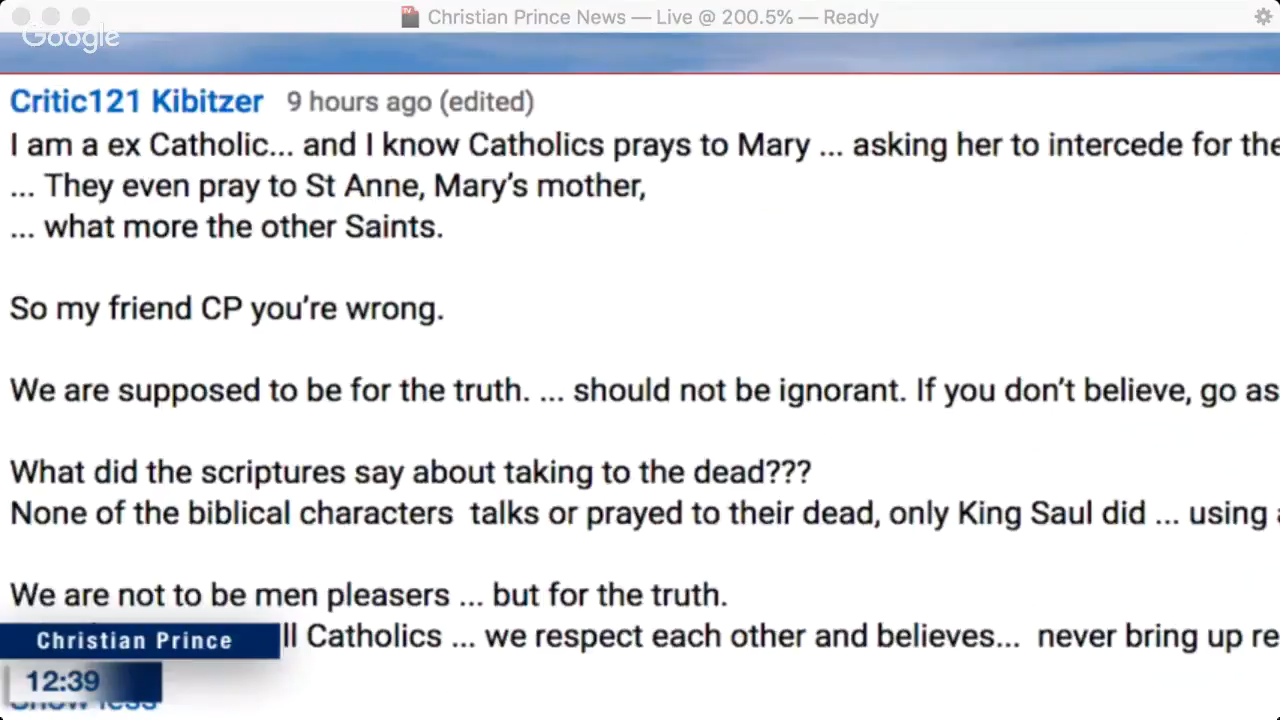 Christian Prince News — Live @ 200.5% — Ready
Google
Critic121 Kibitzer 9 hours ago (edited)
I am a ex Catholic... and I know Catholics prays to Mary ... asking her to intercede for the
... They even pray to St Anne, Mary's mother,
... what more the other Saints.
So my friend CP you're wrong.
We are supposed to be for the truth. ... should not be ignorant. If you don't believe, go as
What did the scriptures say about taking to the dead???
None of the biblical characters talks or prayed to their dead, only King Saul did ... using
We are not to be men pleasers ... but for the truth.
Catholics ... we respect each other and believes... never bring up re
Christian Prince
12:39
Show less